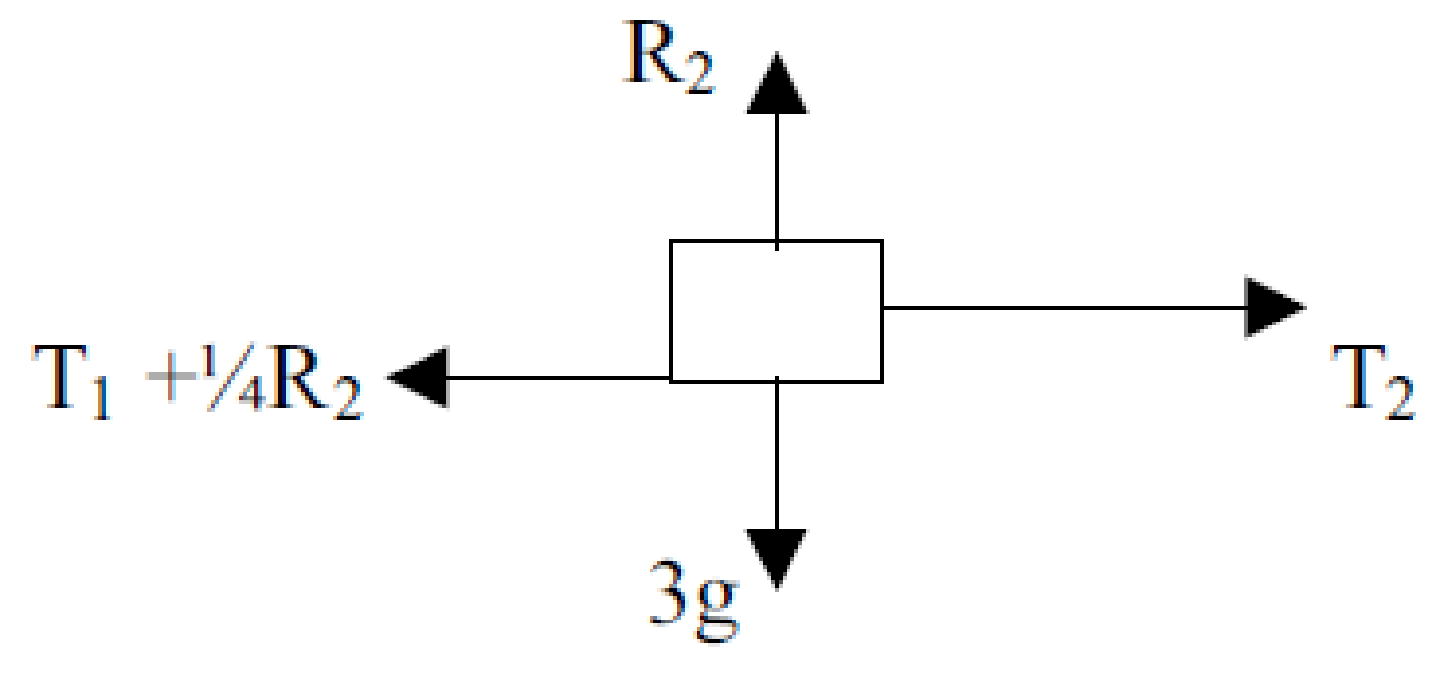 R₂
T₁ +¼R₂
T₂
3g